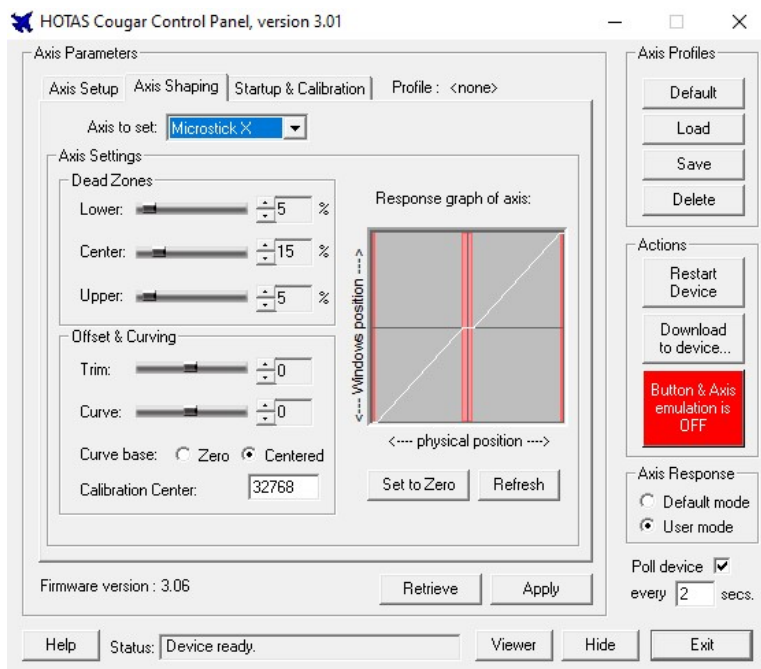 HOTAS Cougar Control Panel, version 3.01
Axis Parameters
Axis Setup
Axis Shaping
Startup & Calibration
Profile : <none>
Axis to set: Microstick X
Axis Settings
Dead Zones
Lower: 5 %
Center: 15 %
Upper: 5 %
Offset & Curving
Trim: 0
Curve: 0
Curve base: Zero Centered
Calibration Center: 32768
Response graph of axis:
<--- Windows position --->
<---- physical position ---->
Set to Zero
Refresh
Firmware version : 3.06
Retrieve
Apply
Axis Profiles
Default
Load
Save
Delete
Actions
Restart
Device
Download
to device...
Button & Axis
emulation is
OFF
Axis Response
Default mode
User mode
Poll device
every 2 secs.
Help
Status: Device ready.
Viewer
Hide
Exit